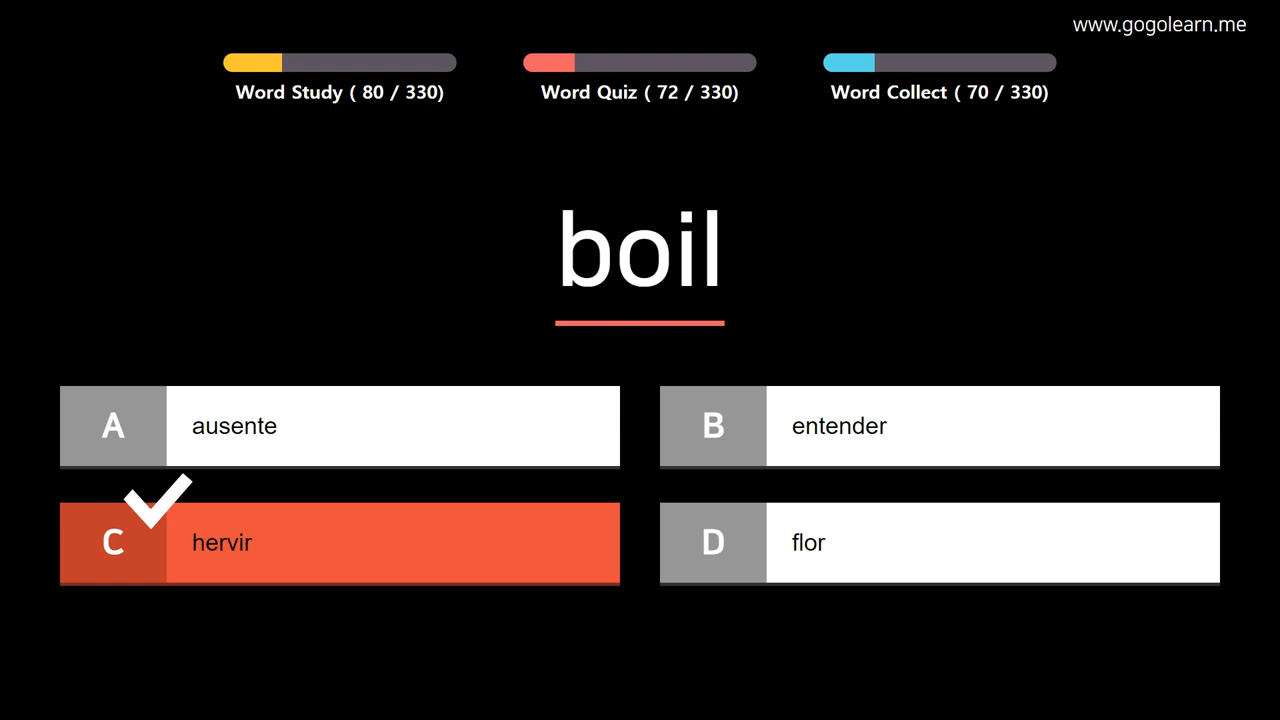 www.gogolearn.me
Word Study ( 80 / 330)
Word Quiz ( 72 / 330)
Word Collect ( 70 / 330)
boil
A ausente
B entender
C hervir
D flor